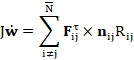 Jẇ = ∑_{i≠j}^{N̅} F_{ij}^{τ} × n_{ij}R_{ij}